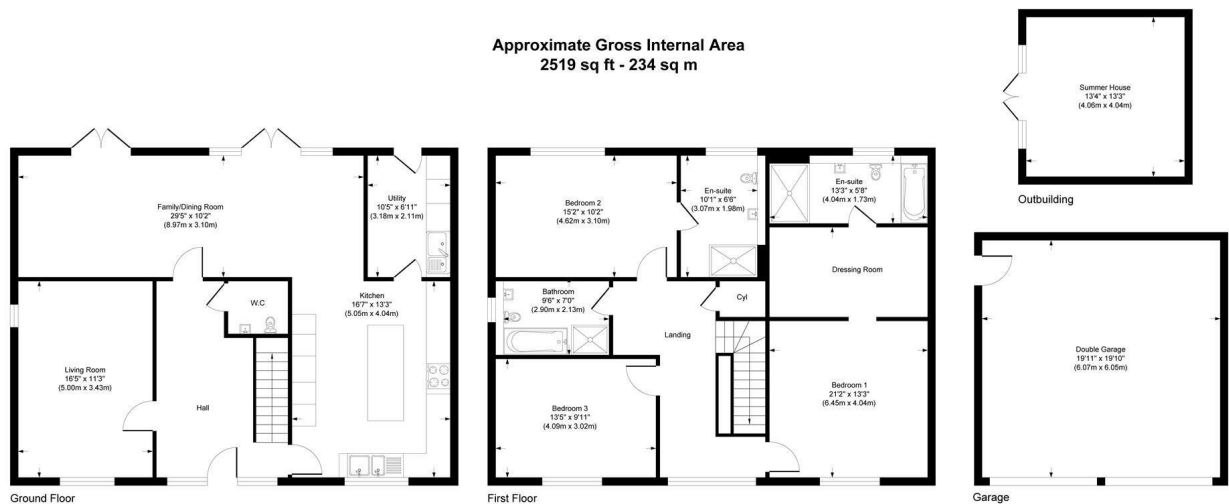 Approximate Gross Internal Area
2519 sq ft - 234 sq m
Family/Dining Room
29'5" x 10'2"
(8.97m x 3.10m)
Utility
10'5" x 6'11"
(3.18m x 2.11m)
W.C
Kitchen
16'7" x 13'3"
(5.05m x 4.04m)
Living Room
16'5" x 11'3"
(5.00m x 3.43m)
Hall
Ground Floor
Bedroom 2
15'2" x 10'2"
(4.62m x 3.10m)
En-suite
10'1" x 6'6"
(3.07m x 1.98m)
En-suite
13'3" x 5'8"
(4.04m x 1.73m)
Dressing Room
Bathroom
9'6" x 7'0"
(2.90m x 2.13m)
Cyl
Landing
Bedroom 3
13'5" x 9'11"
(4.09m x 3.02m)
Bedroom 1
21'2" x 13'3"
(6.45m x 4.04m)
First Floor
Summer House
13'4" x 13'3"
(4.06m x 4.04m)
Outbuilding
Double Garage
19'11" x 19'10"
(6.07m x 6.05m)
Garage